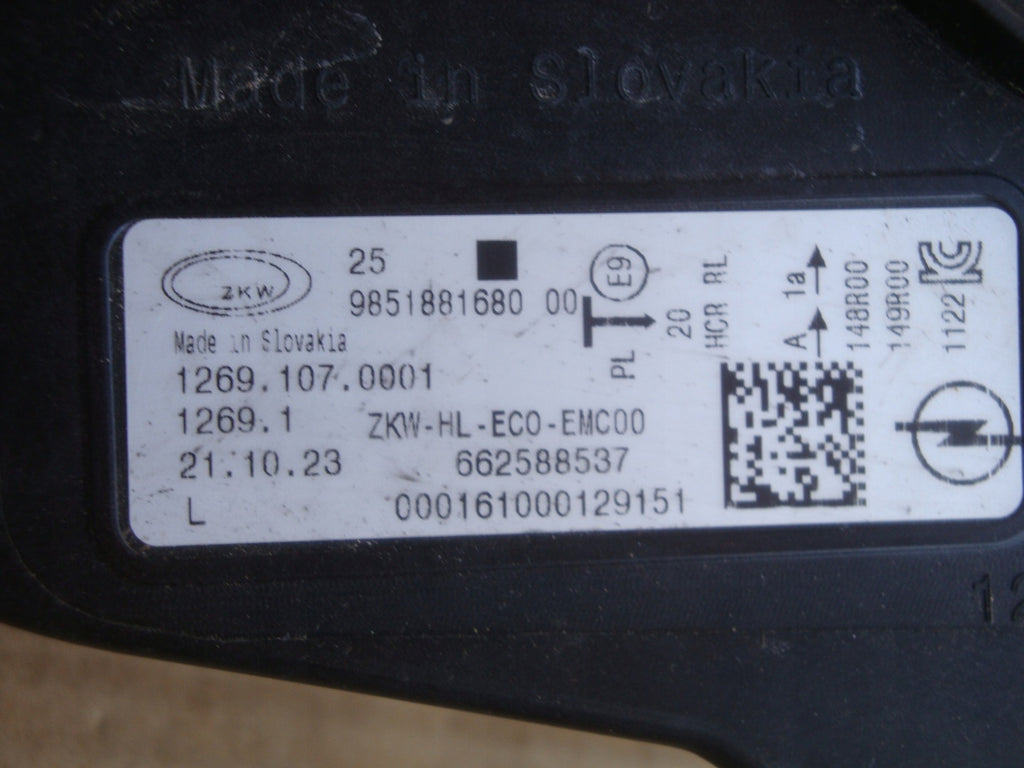 Made in Slovakia
ZKW
25
9851881680 00
Made in Slovakia
1269.107.0001
1269.1 ZKW-HL-ECO-EMC00
21.10.23 662588537
L 000161000129151
E9
PL
20
HCR RL
A 1a
148R00
149R00
1122
12